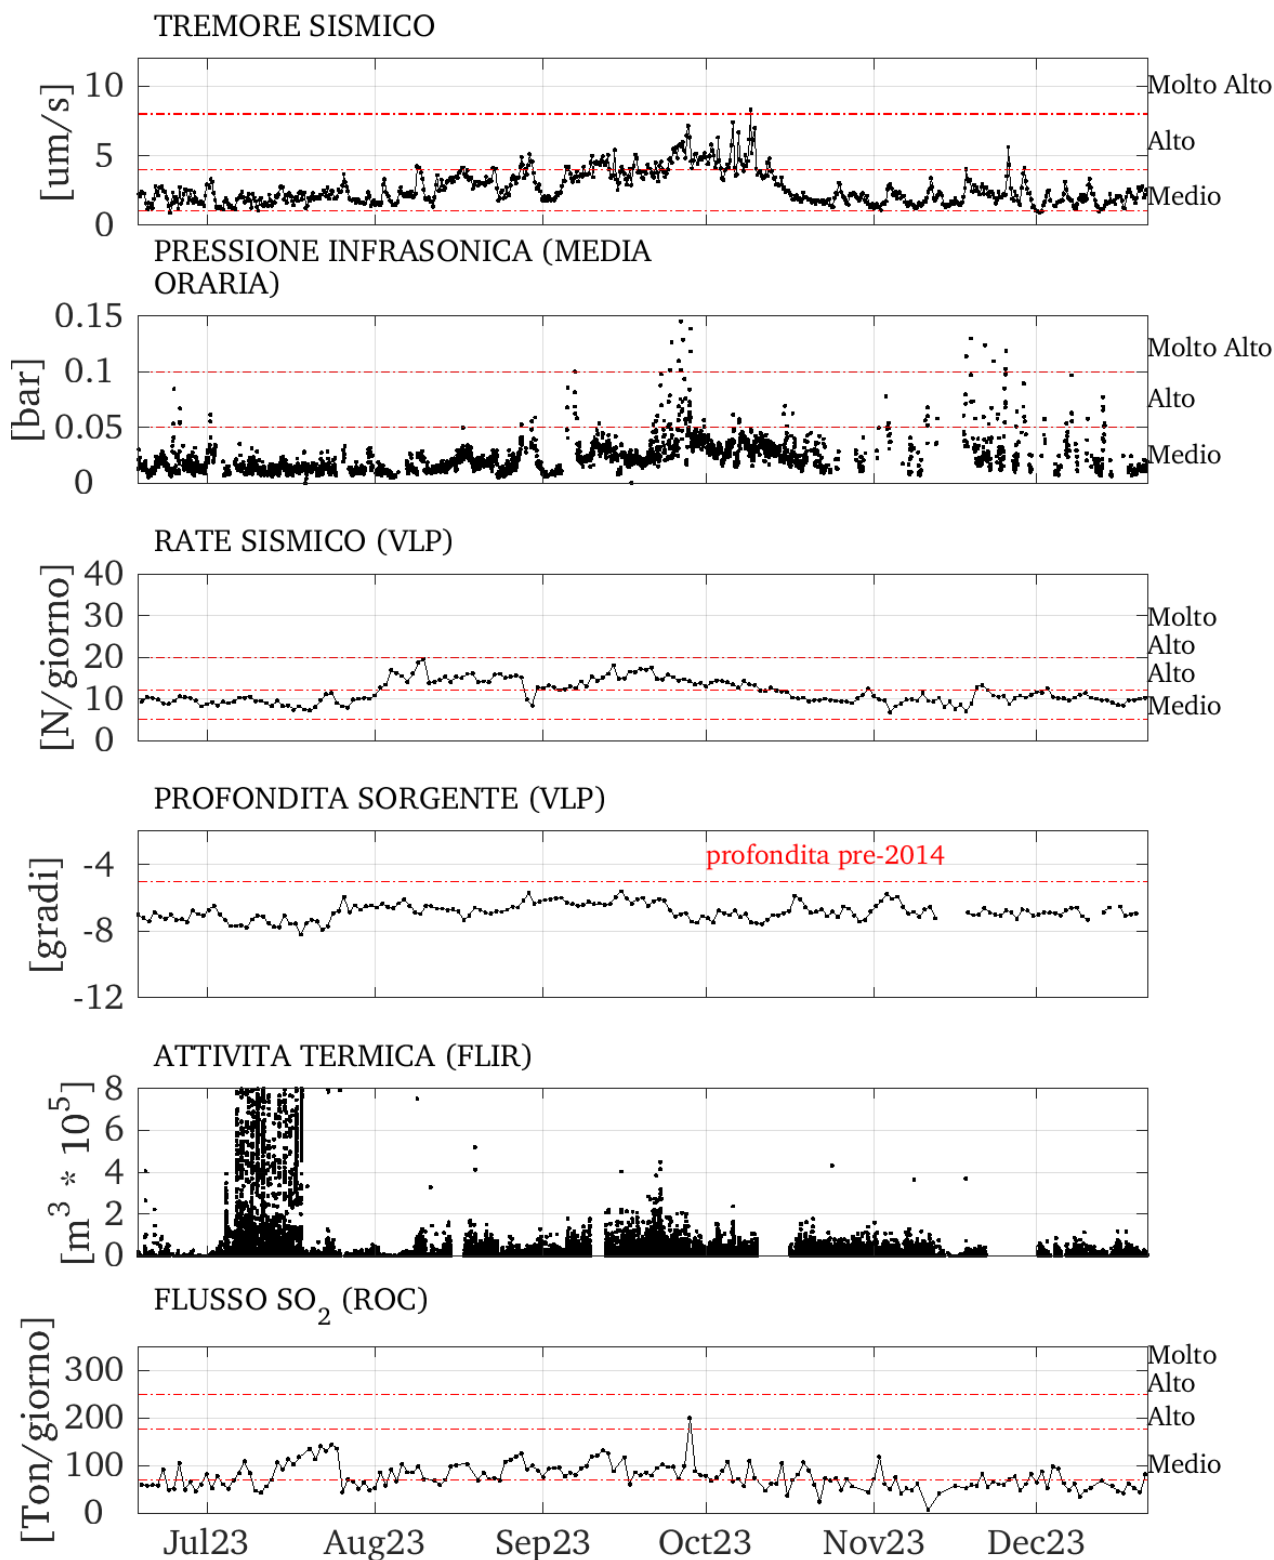 TREMORE SISMICO
[um/s]
10
5
0
Molto Alto
Alto
Medio
PRESSIONE INFRASONICA (MEDIA
ORARIA)
[bar]
0.15
0.1
0.05
0
Molto Alto
Alto
Medio
RATE SISMICO (VLP)
[N/giorno]
40
30
20
10
0
Molto
Alto
Alto
Medio
PROFONDITA SORGENTE (VLP)
[gradi]
-4
-8
-12
profondita pre-2014
ATTIVITA TERMICA (FLIR)
[m³ * 10⁵]
8
6
4
2
0
FLUSSO SO₂ (ROC)
[Ton/giorno]
300
200
100
0
Molto
Alto
Alto
Medio
Jul23 Aug23 Sep23 Oct23 Nov23 Dec23